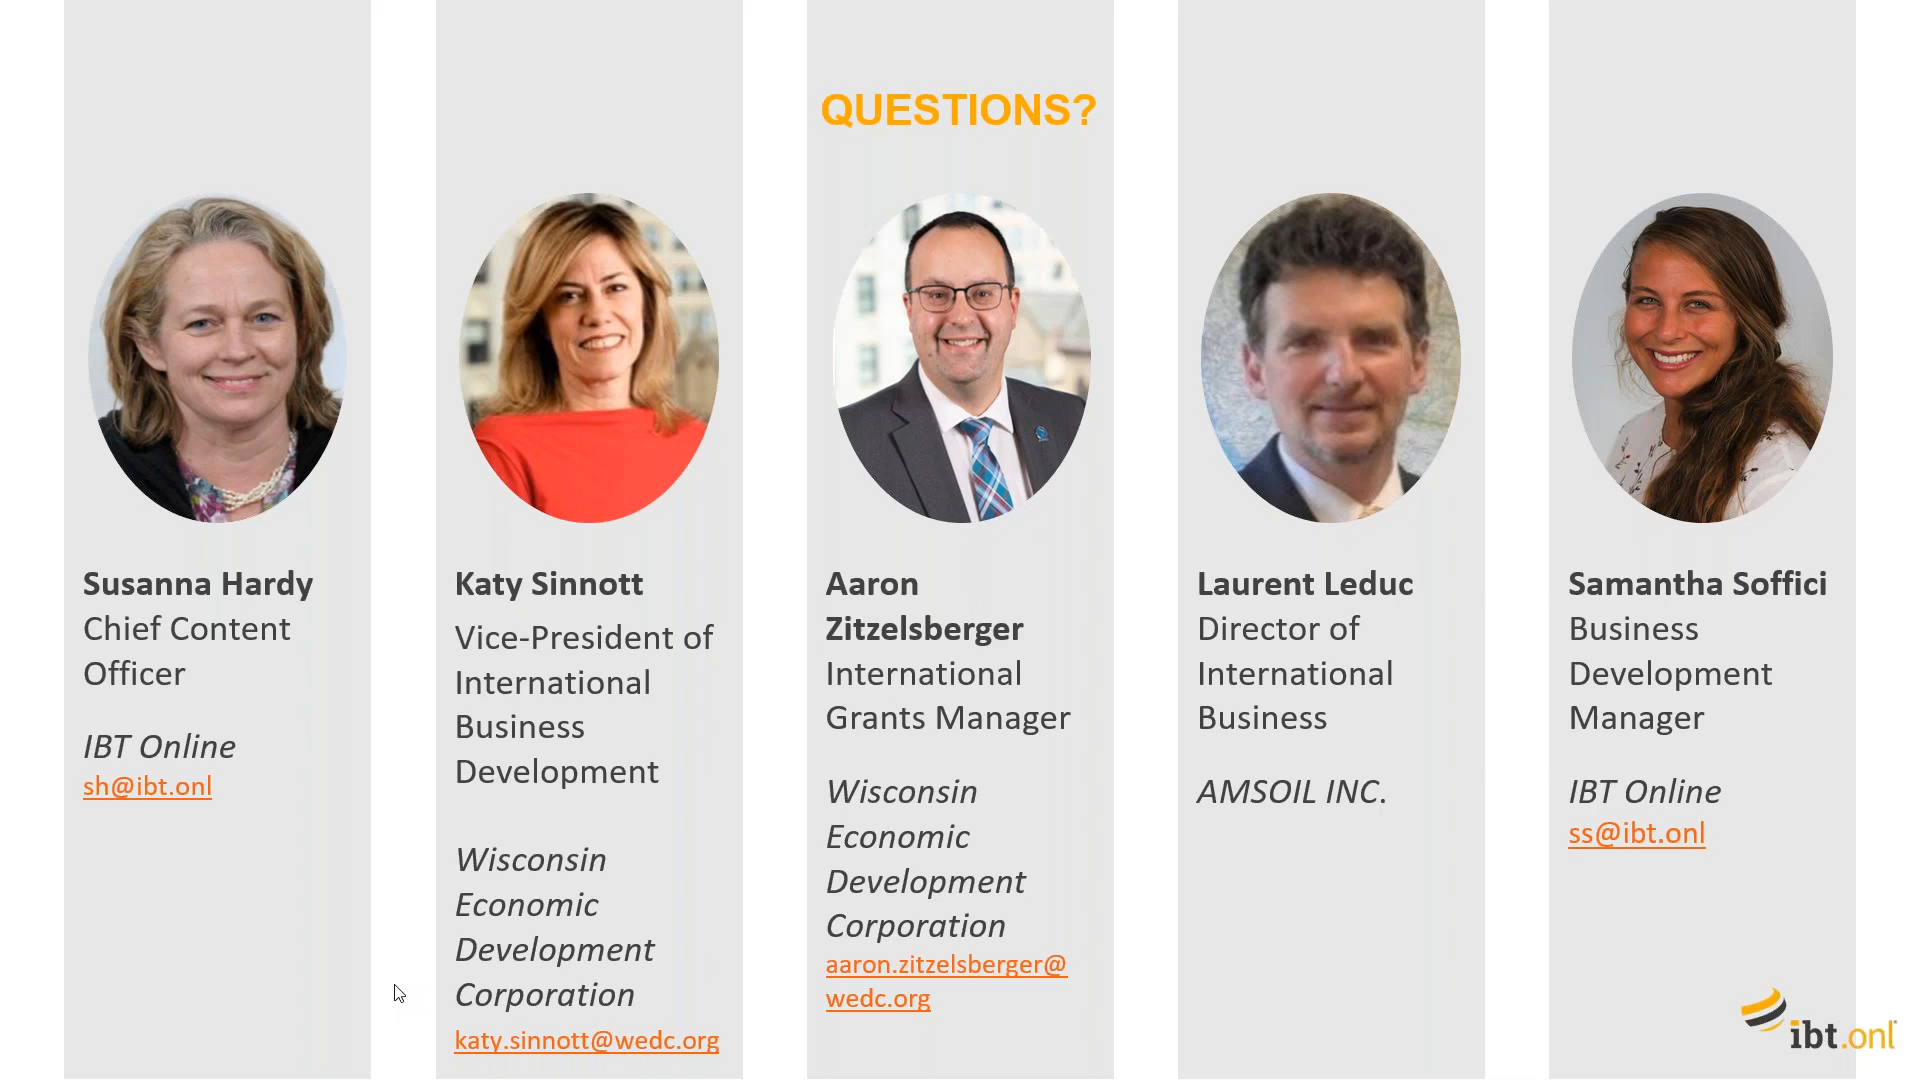 QUESTIONS?
Susanna Hardy
Chief Content
Officer
IBT Online
sh@ibt.onl
Katy Sinnott
Vice-President of
International
Business
Development
Wisconsin
Economic
Development
Corporation
katy.sinnott@wedc.org
Aaron
Zitzelsberger
International
Grants Manager
Wisconsin
Economic
Development
Corporation
aaron.zitzelsberger@
wedc.org
Laurent Leduc
Director of
International
Business
AMSOIL INC.
Samantha Soffici
Business
Development
Manager
IBT Online
ss@ibt.onl
ibt.onl